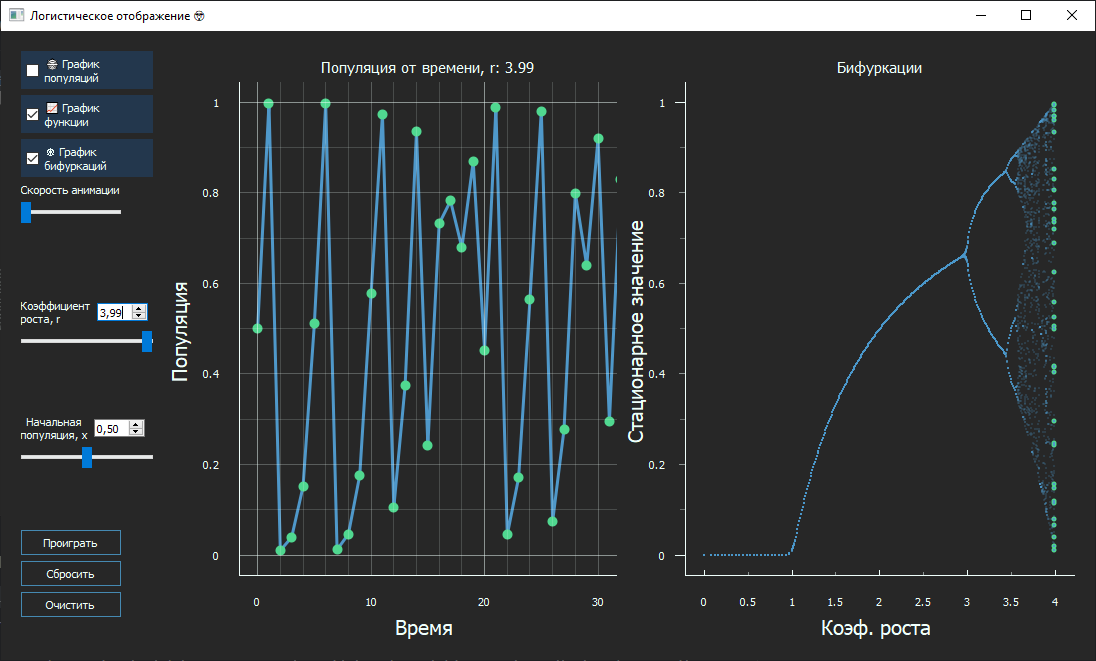 Логистическое отображение 🤓
График
популяций
График
функции
График
бифуркаций
Скорость анимации
Коэффициент
роста, r
3,99
Начальная
популяция, x
0,50
Проиграть
Сбросить
Очистить
Популяция от времени, r: 3.99
Популяция
1
0.8
0.6
0.4
0.2
0
0
10
20
30
Время
Бифуркации
Стационарное значение
1
0.8
0.6
0.4
0.2
0
0
0.5
1
1.5
2
2.5
3
3.5
4
Коэф. роста